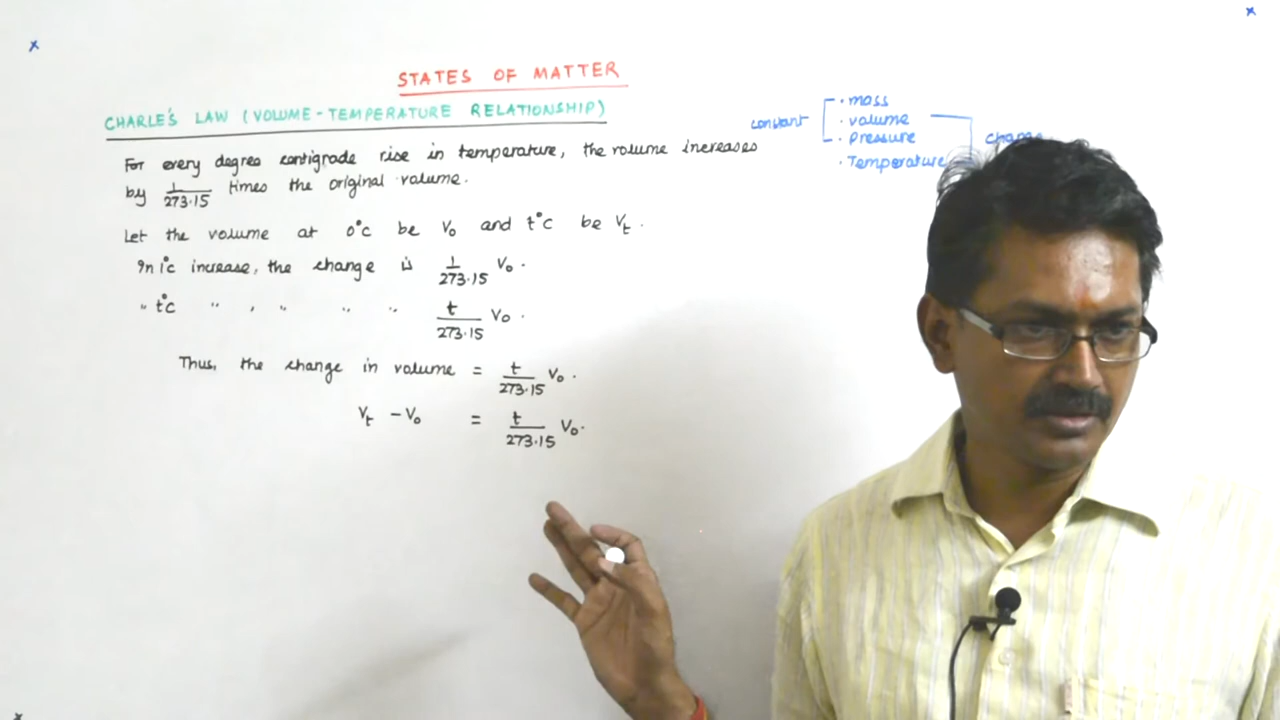 STATES OF MATTER
CHARLE'S LAW (VOLUME-TEMPERATURE RELATIONSHIP)
For every degree centigrade rise in temperature, the volume increases
by 1/273.15 times the original volume.
Let the volume at 0°C be V₀ and t°C be Vₜ.
In 1°C increase, the change is 1/273.15 V₀.
" t°C " , " " " t/273.15 V₀.
Thus, the change in volume = t/273.15 V₀.
Vₜ - V₀ = t/273.15 V₀.
constant
· mass
· volume
· Pressure
· Temperature